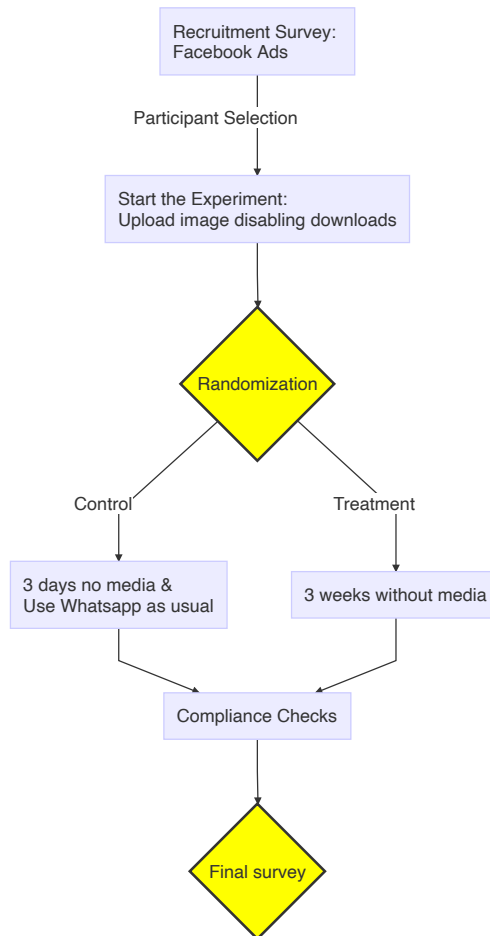 Recruitment Survey:
Facebook Ads
Participant Selection
Start the Experiment:
Upload image disabling downloads
Randomization
Control
Treatment
3 days no media &
Use Whatsapp as usual
3 weeks without media
Compliance Checks
Final survey